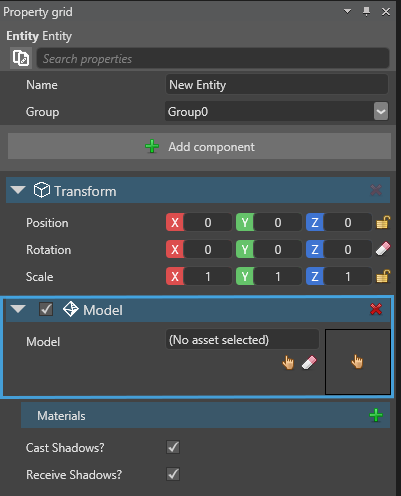 Property grid
Entity Entity
Search properties
Name New Entity
Group Group0
Add component
Transform
Position X 0 Y 0 Z 0
Rotation X 0 Y 0 Z 0
Scale X 1 Y 1 Z 1
Model
Model (No asset selected)
Materials
Cast Shadows?
Receive Shadows?